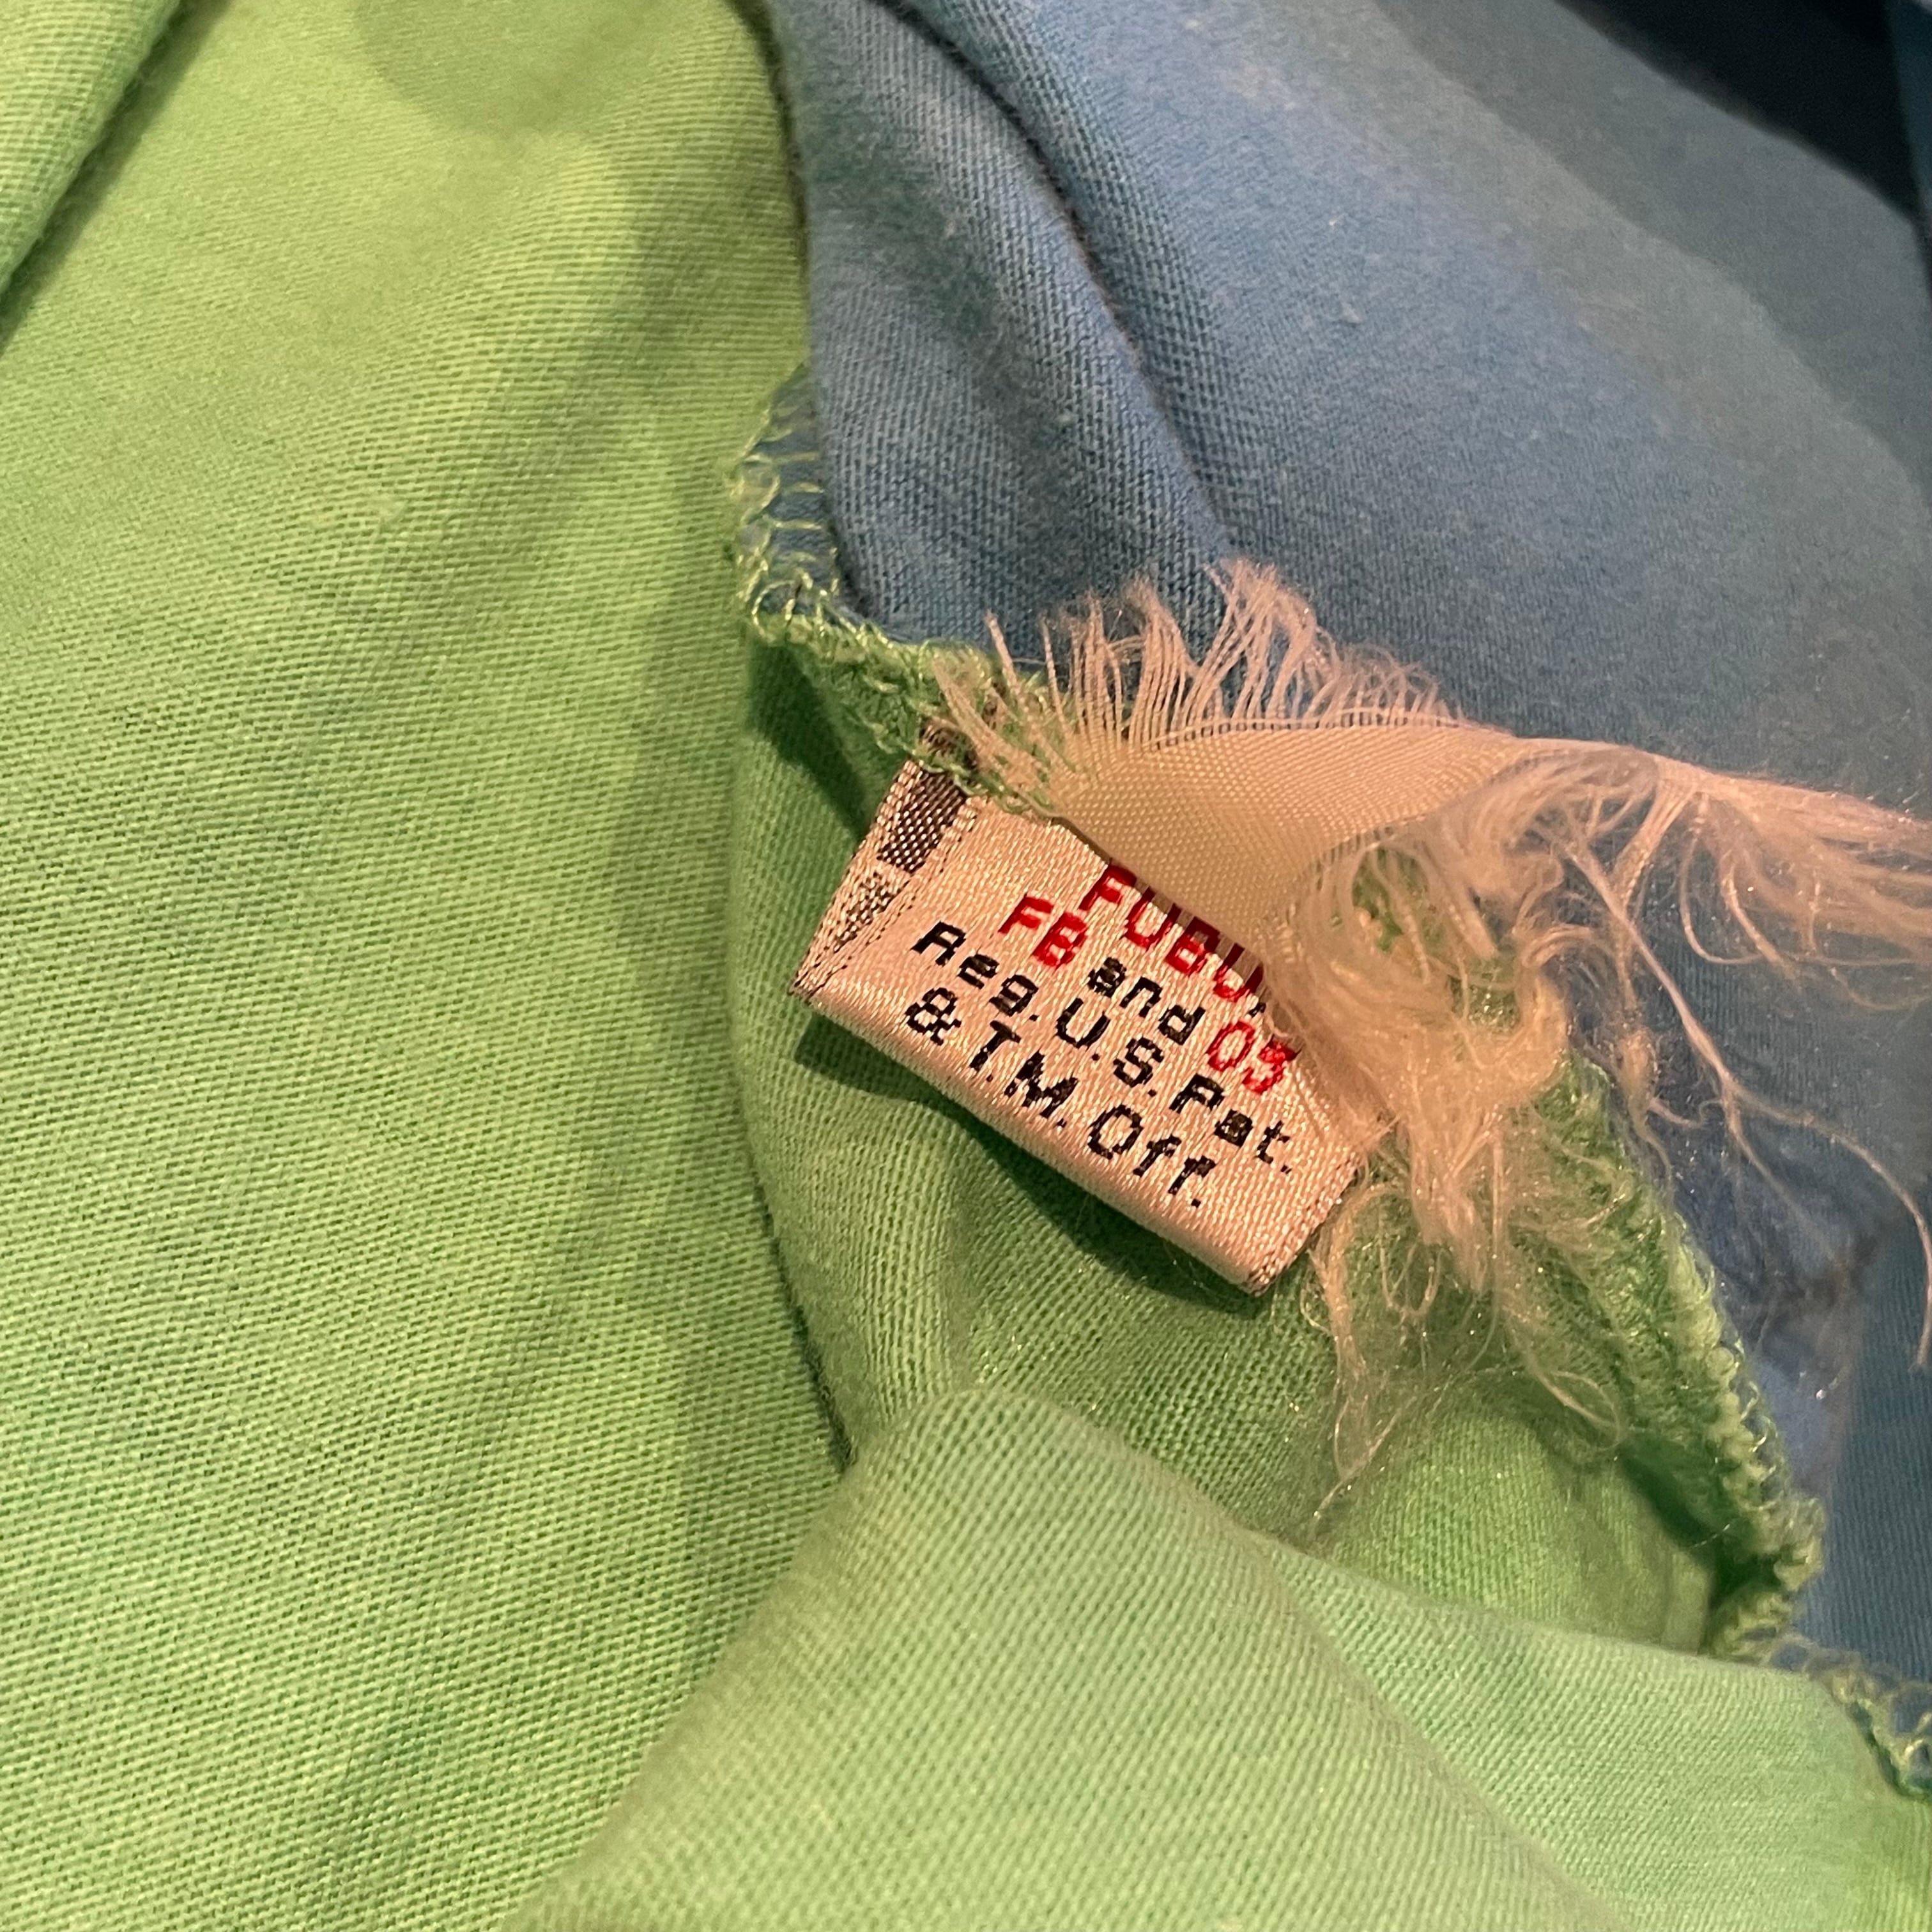 FUBU,
FB and 05
Reg. U.S. Pat.
& T.M. Off.